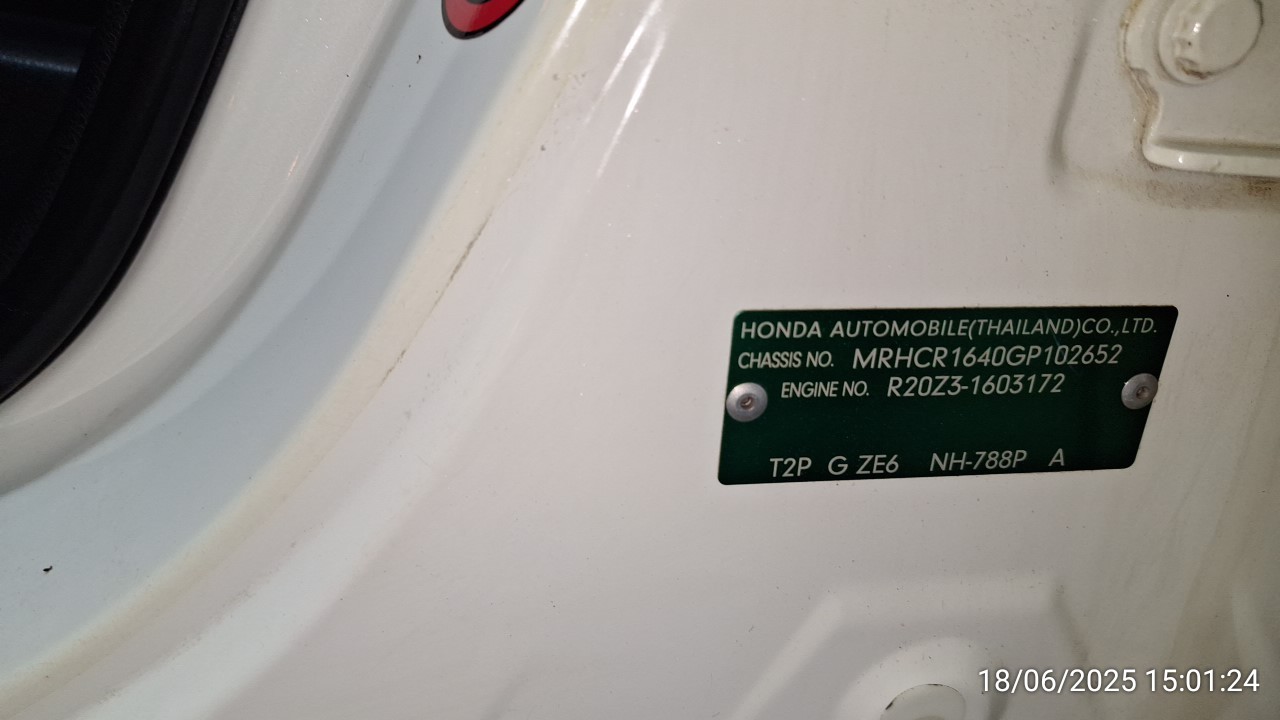 HONDA AUTOMOBILE(THAILAND)CO.,LTD.
CHASSIS NO. MRHCR1640GP102652
ENGINE NO. R20Z3-1603172
T2P G ZE6 NH-788P A
18/06/2025 15:01:24